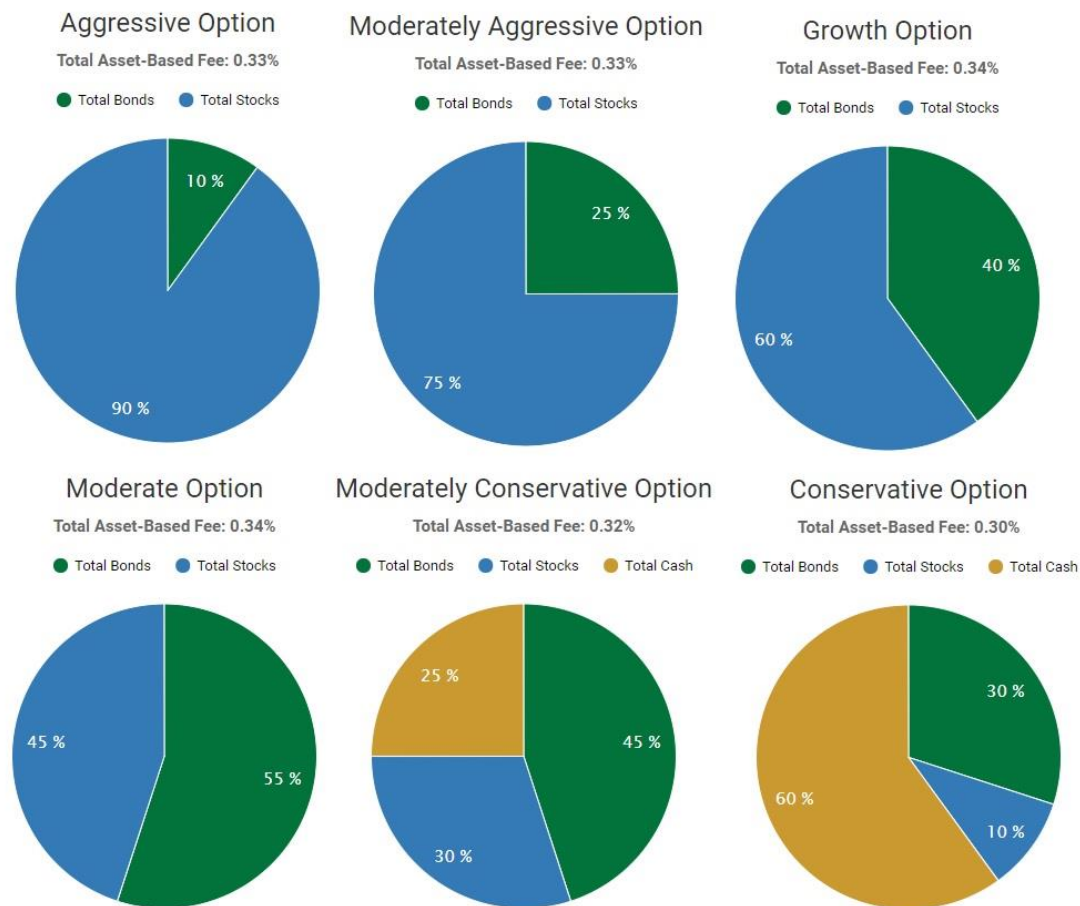 Aggressive Option
Total Asset-Based Fee: 0.33%
Total Bonds Total Stocks
10 %
90 %
Moderately Aggressive Option
Total Asset-Based Fee: 0.33%
Total Bonds Total Stocks
25 %
75 %
Growth Option
Total Asset-Based Fee: 0.34%
Total Bonds Total Stocks
40 %
60 %
Moderate Option
Total Asset-Based Fee: 0.34%
Total Bonds Total Stocks
45 %
55 %
Moderately Conservative Option
Total Asset-Based Fee: 0.32%
Total Bonds Total Stocks Total Cash
25 %
45 %
30 %
Conservative Option
Total Asset-Based Fee: 0.30%
Total Bonds Total Stocks Total Cash
30 %
60 %
10 %